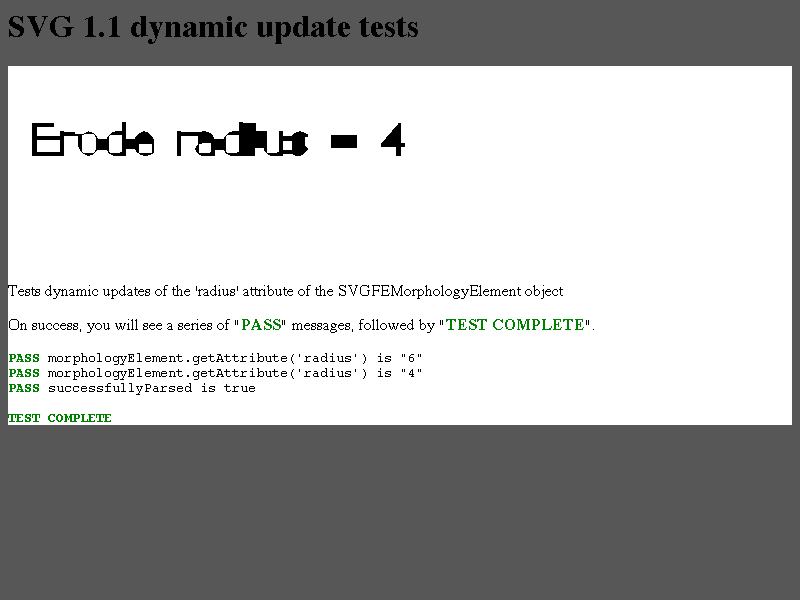 SVG 1.1 dynamic update tests
Erode radius = 4
Tests dynamic updates of the 'radius' attribute of the SVGFEMorphologyElement object
On success, you will see a series of "PASS" messages, followed by "TEST COMPLETE".
PASS morphologyElement.getAttribute('radius') is "6"
PASS morphologyElement.getAttribute('radius') is "4"
PASS successfullyParsed is true
TEST COMPLETE